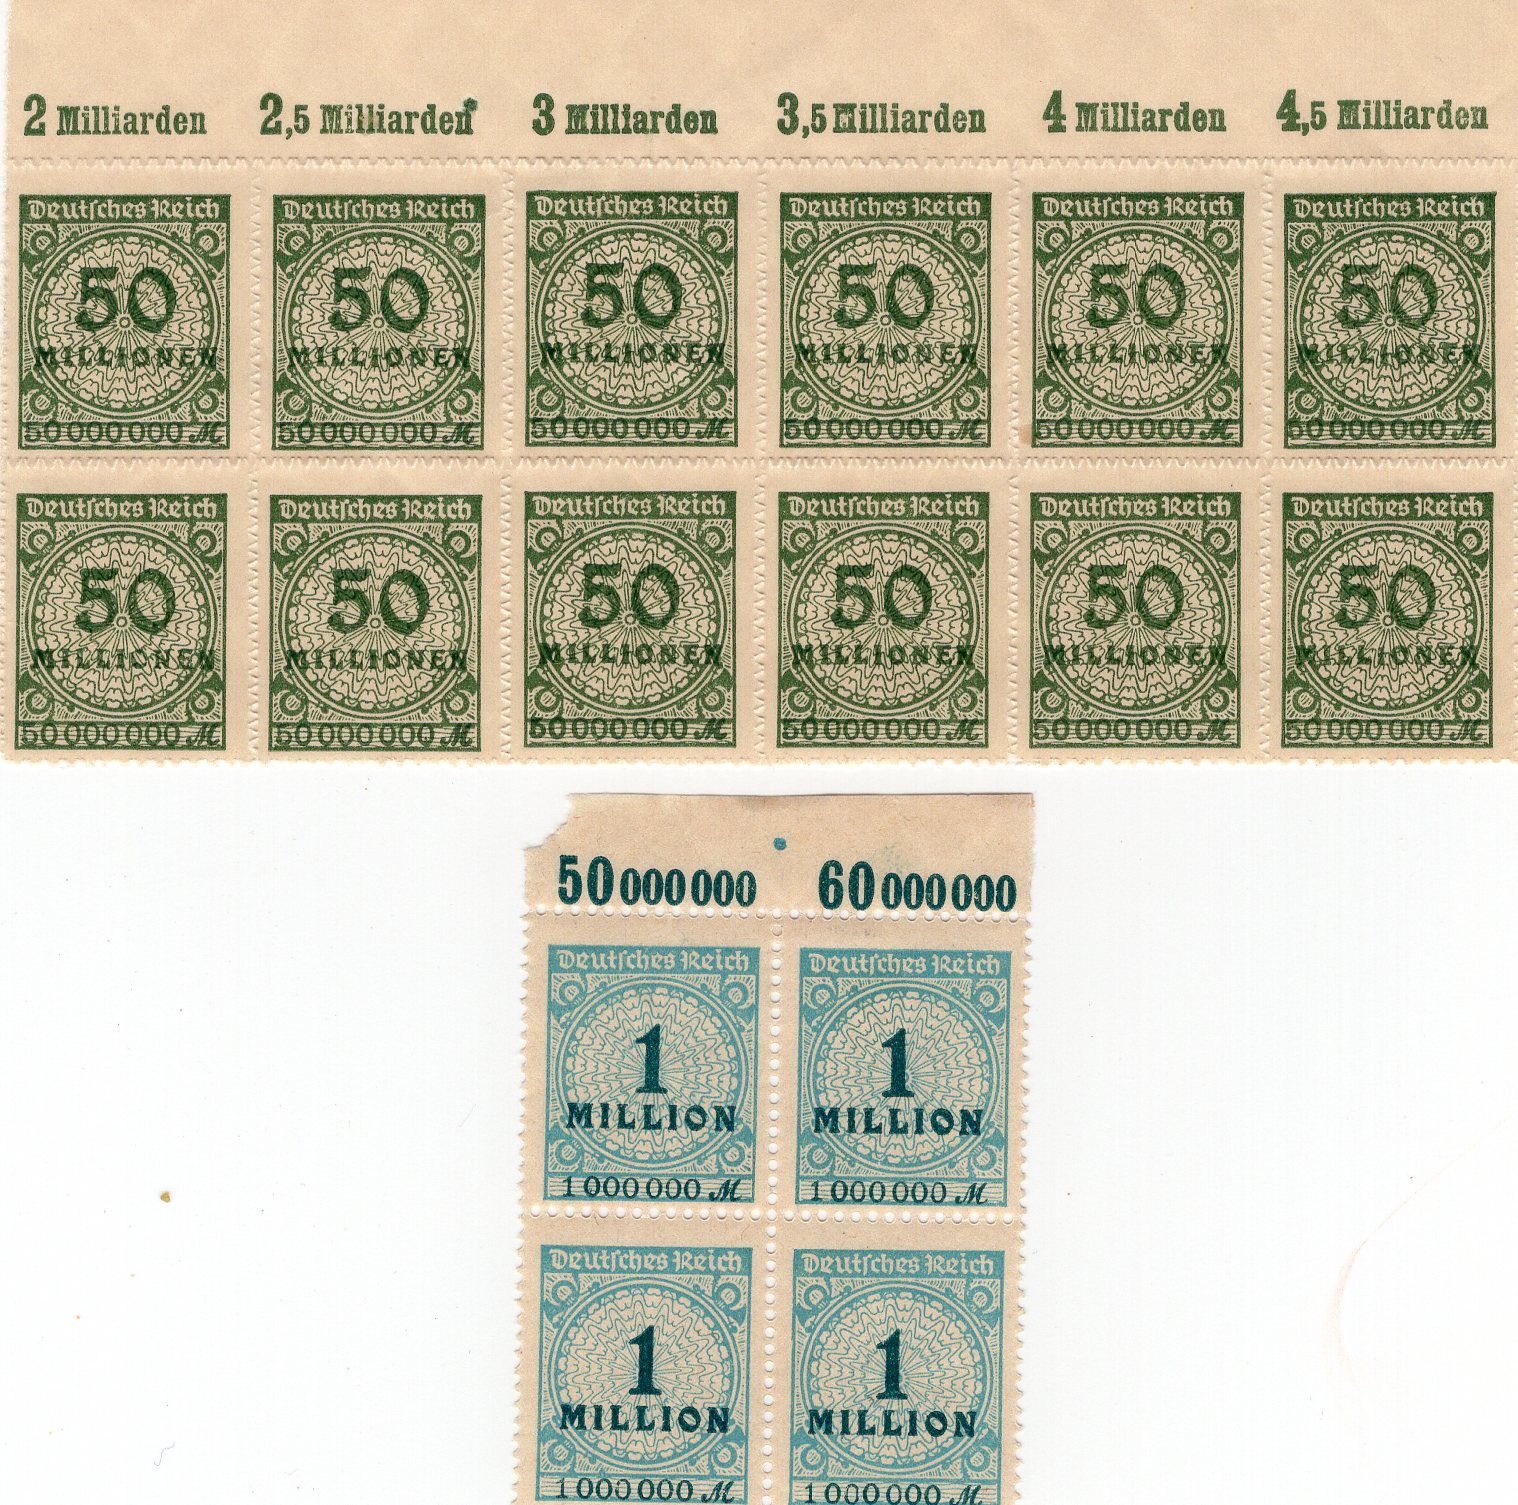 2 Milliarden 2,5 Milliarden 3 Milliarden 3,5 Milliarden 4 Milliarden 4,5 Milliarden
Deutsches Reich Deutsches Reich Deutsches Reich Deutsches Reich Deutsches Reich Deutsches Reich
50 50 50 50 50 50
MILLIONEN MILLIONEN MILLIONEN MILLIONEN MILLIONEN MILLIONEN
50000000 M 50000000 M 50000000 M 50000000 M 50000000 M 50000000 M
Deutsches Reich Deutsches Reich Deutsches Reich Deutsches Reich Deutsches Reich Deutsches Reich
50 50 50 50 50 50
MILLIONEN MILLIONEN MILLIONEN MILLIONEN MILLIONEN MILLIONEN
50000000 M 50000000 M 50000000 M 50000000 M 50000000 M 50000000 M
50000000 60000000
Deutsches Reich Deutsches Reich
1 1
MILLION MILLION
1000000 M 1000000 M
Deutsches Reich Deutsches Reich
1 1
MILLION MILLION
1000000 M 1000000 M